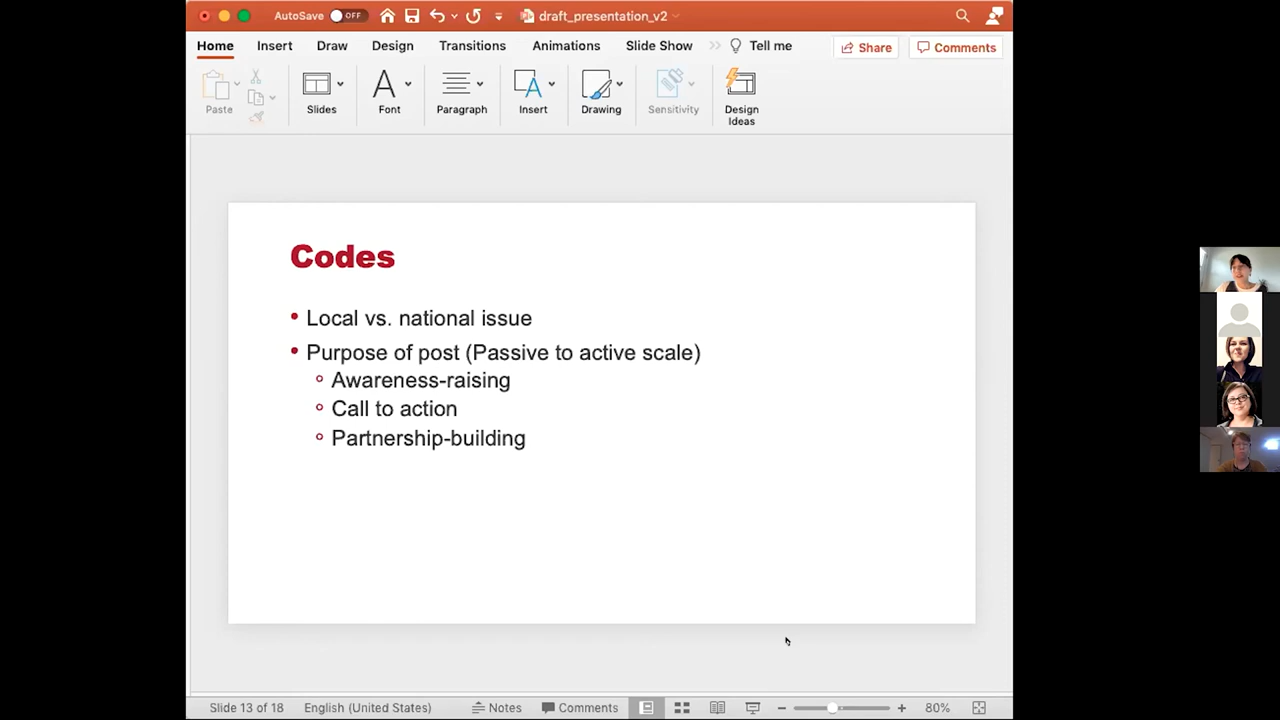 AutoSave OFF draft_presentation_v2
Home Insert Draw Design Transitions Animations Slide Show Tell me Share Comments
Paste Slides Font Paragraph Insert Drawing Sensitivity Design
Ideas
Codes
• Local vs. national issue
• Purpose of post (Passive to active scale)
Awareness-raising
Call to action
Partnership-building
Slide 13 of 18 English (United States) Notes Comments 80%